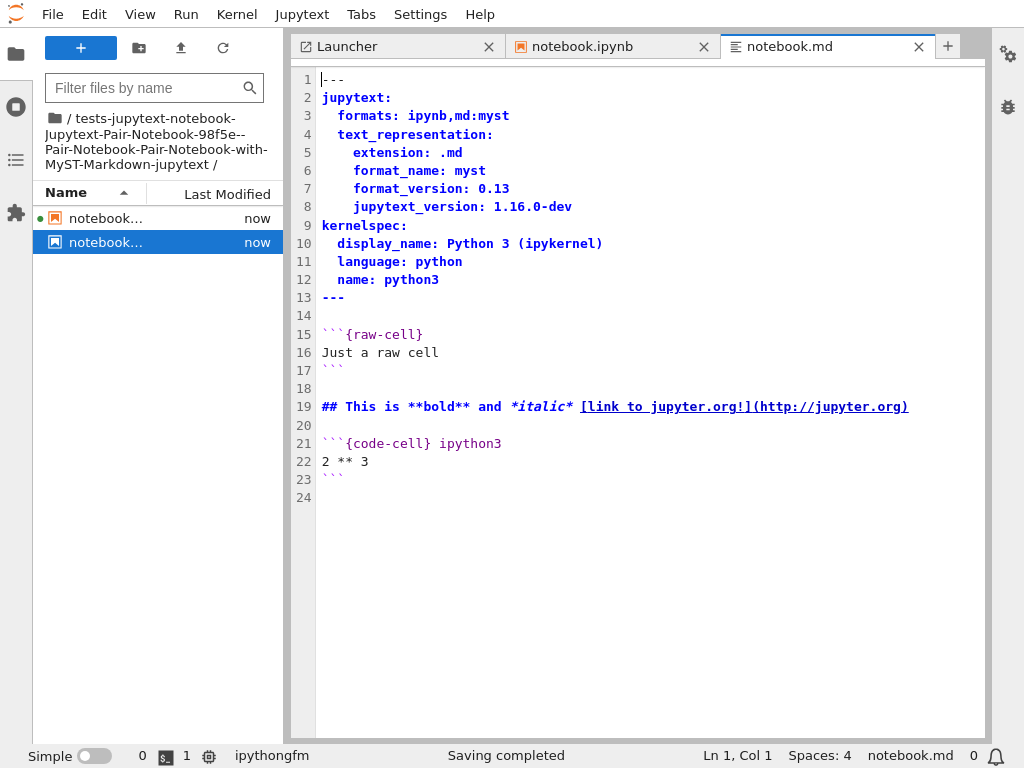 File Edit View Run Kernel Jupytext Tabs Settings Help
+
Filter files by name
/ tests-jupytext-notebook-
Jupytext-Pair-Notebook-98f5e--
Pair-Notebook-Pair-Notebook-with-
MyST-Markdown-jupytext /
Name Last Modified
notebook… now
notebook… now
Launcher notebook.ipynb notebook.md +
1 ---
2 jupytext:
3   formats: ipynb,md:myst
4   text_representation:
5     extension: .md
6     format_name: myst
7     format_version: 0.13
8     jupytext_version: 1.16.0-dev
9 kernelspec:
10   display_name: Python 3 (ipykernel)
11   language: python
12   name: python3
13 ---
14
15 ```{raw-cell}
16 Just a raw cell
17 ```
18
19 ## This is **bold** and *italic* [link to jupyter.org!](http://jupyter.org)
20
21 ```{code-cell} ipython3
22 2 ** 3
23 ```
24
Simple 0 $_ 1 ipythongfm Saving completed Ln 1, Col 1 Spaces: 4 notebook.md 0